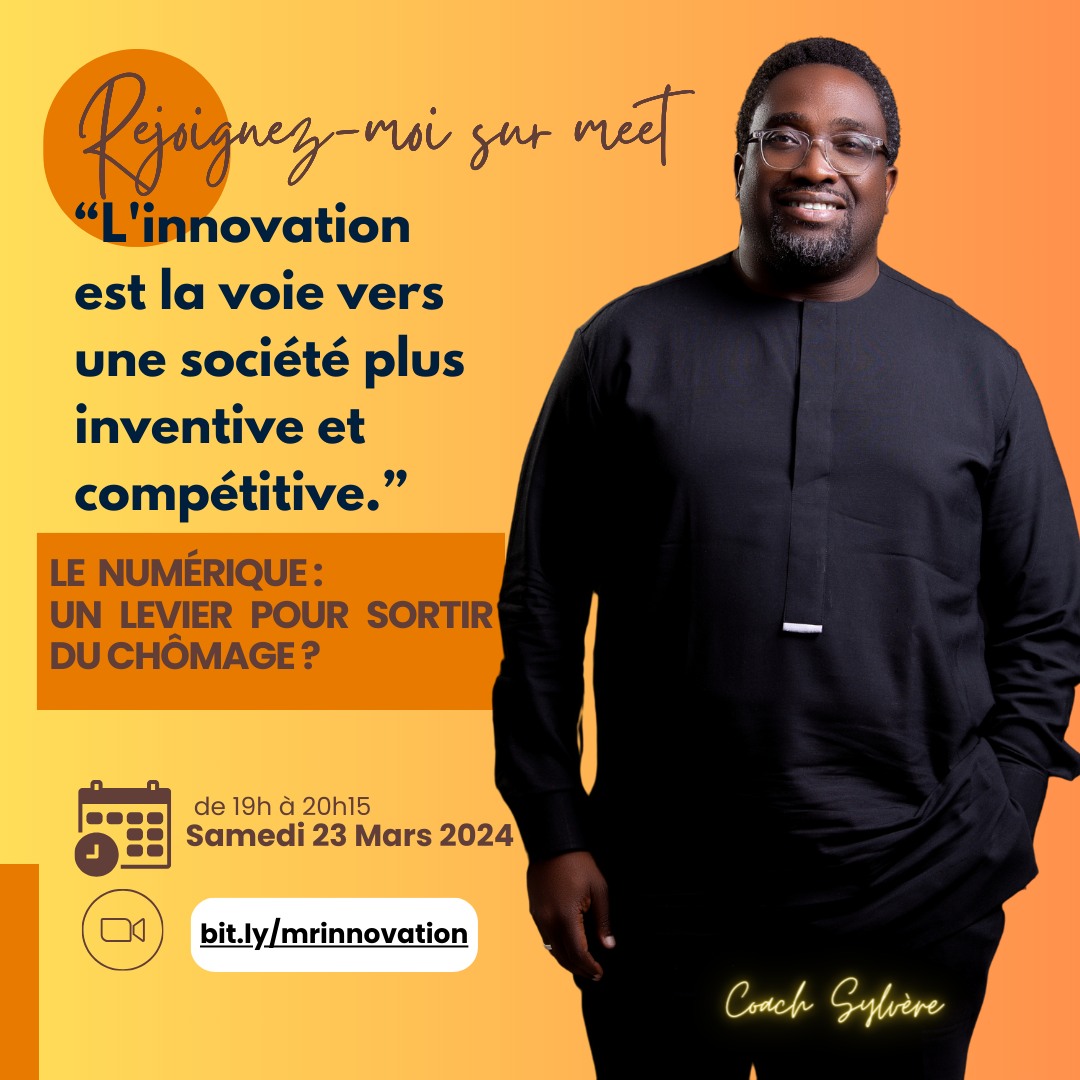 Rejoignez-moi sur meet
“L'innovation
est la voie vers
une société plus
inventive et
compétitive.”
LE NUMÉRIQUE :
UN LEVIER POUR SORTIR
DU CHÔMAGE ?
de 19h à 20h15
Samedi 23 Mars 2024
bit.ly/mrinnovation
Coach Sylvère